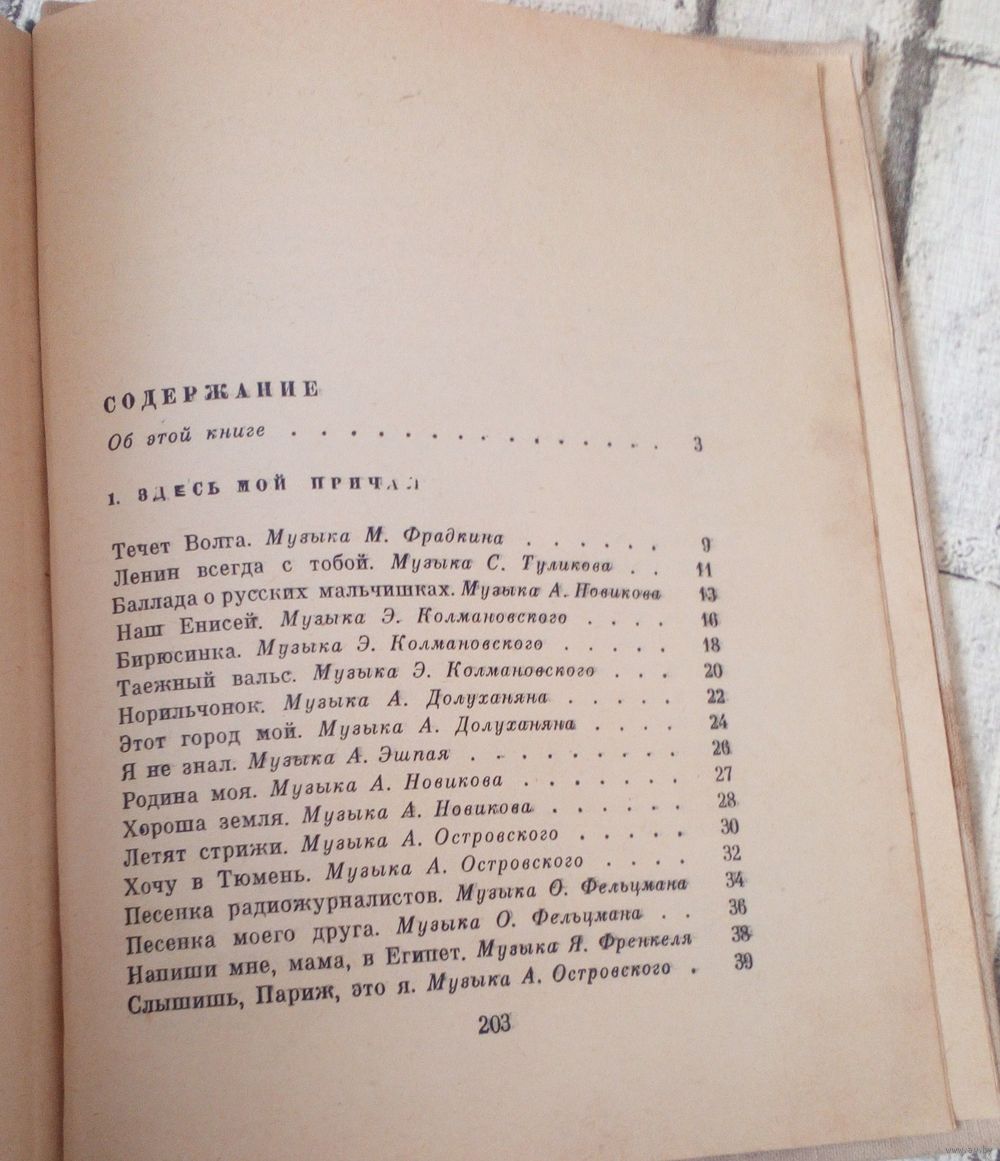 СОДЕРЖАНИЕ
Об этой книге . . . . . . . . . . . . . . 3
1. ЗДЕСЬ МОЙ ПРИЧАЛ
Течет Волга. Музыка М. Фрадкина . . . . . . 9
Ленин всегда с тобой. Музыка С. Туликова . . 11
Баллада о русских мальчишках. Музыка А. Новикова 13
Наш Енисей. Музыка Э. Колмановского . . . . 16
Бирюсинка. Музыка Э. Колмановского . . . . . 18
Таежный вальс. Музыка Э. Колмановского . . . 20
Норильчонок. Музыка А. Долуханяна . . . . . 22
Этот город мой. Музыка А. Долуханяна . . . . 24
Я не знал. Музыка А. Эшпая . . . . . . . . 26
Родина моя. Музыка А. Новикова . . . . . . 27
Хороша земля. Музыка А. Новикова . . . . . 28
Летят стрижи. Музыка А. Островского . . . . 30
Хочу в Тюмень. Музыка А. Островского . . . . 32
Песенка радиожурналистов. Музыка О. Фельцмана 34
Песенка моего друга. Музыка О. Фельцмана . . 36
Напиши мне, мама, в Египет. Музыка Я. Френкеля 38
Слышишь, Париж, это я. Музыка А. Островского . 39
203